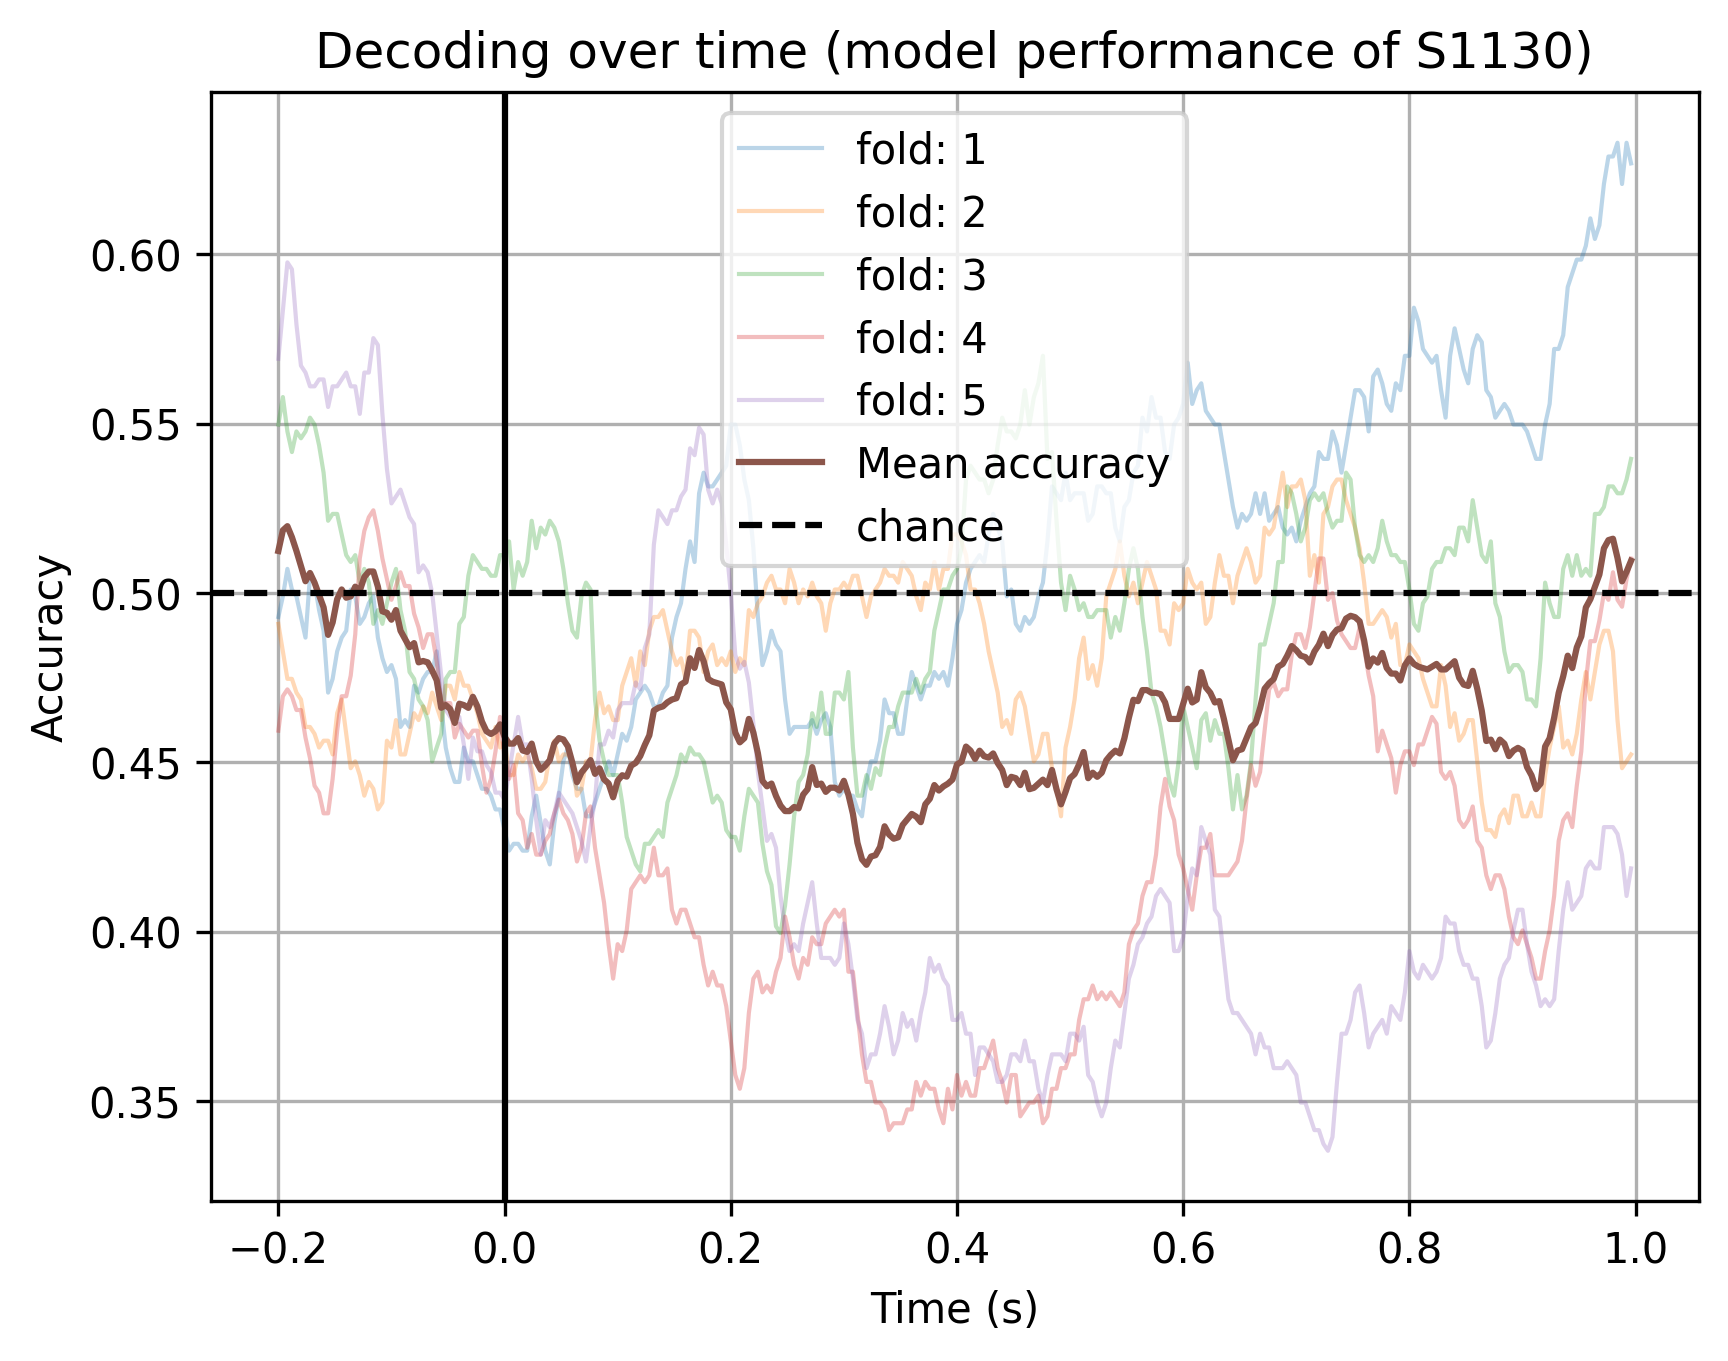 Decoding over time (model performance of S1130)
fold: 1
fold: 2
fold: 3
fold: 4
fold: 5
Mean accuracy
chance
Accuracy
0.60
0.55
0.50
0.45
0.40
0.35
−0.2 0.0 0.2 0.4 0.6 0.8 1.0
Time (s)